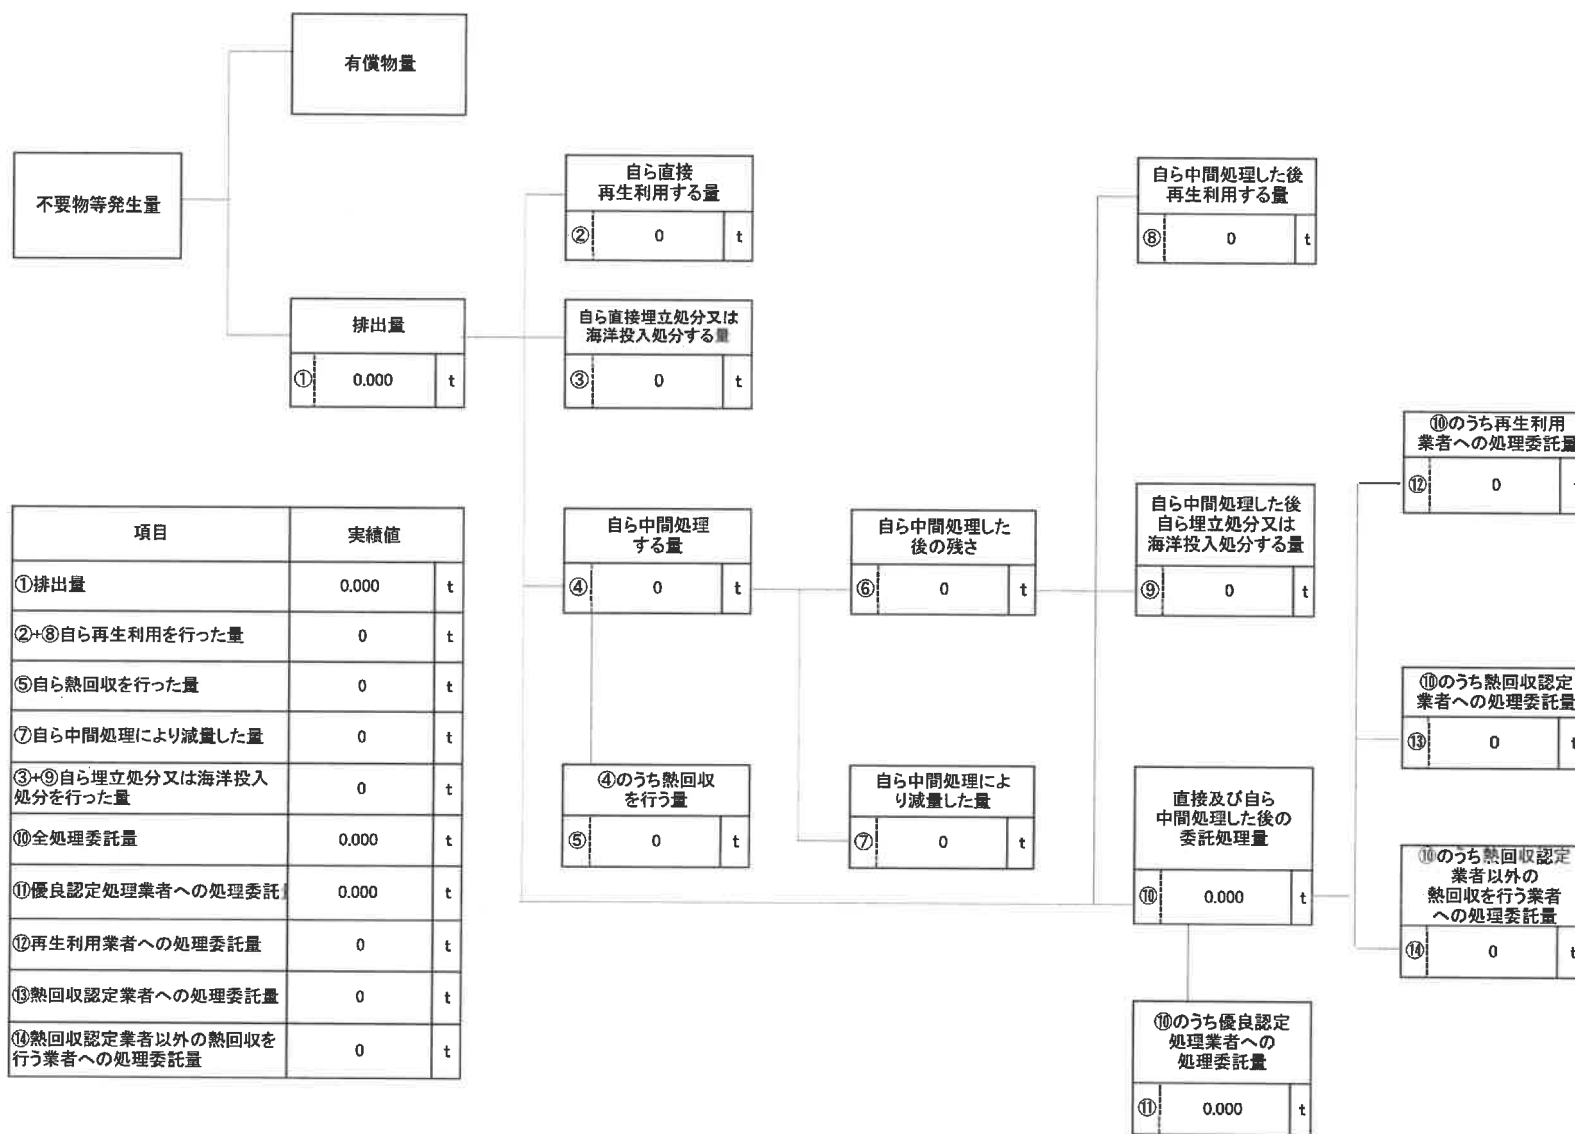 有償物量
不要物等発生量
排出量
① 0.000 t
自ら直接
再生利用する量
② 0 t
自ら直接埋立処分又は
海洋投入処分する量
③ 0 t
自ら中間処理
する量
④ 0 t
④のうち熱回収
を行う量
⑤ 0 t
自ら中間処理した
後の残さ
⑥ 0 t
自ら中間処理によ
り減量した量
⑦ 0 t
自ら中間処理した後
再生利用する量
⑧ 0 t
自ら中間処理した後
自ら埋立処分又は
海洋投入処分する量
⑨ 0 t
直接及び自ら
中間処理した後の
委託処理量
⑩ 0.000 t
⑩のうち優良認定
処理業者への
処理委託量
⑪ 0.000 t
⑩のうち再生利用
業者への処理委託量
⑫ 0
⑩のうち熱回収認定
業者への処理委託量
⑬ 0 t
⑩のうち熱回収認定
業者以外の
熱回収を行う業者
への処理委託量
⑭ 0 t
項目 実績値
①排出量 0.000 t
②+⑧自ら再生利用を行った量 0 t
⑤自ら熱回収を行った量 0 t
⑦自ら中間処理により減量した量 0 t
③+⑨自ら埋立処分又は海洋投入
処分を行った量 0 t
⑩全処理委託量 0.000 t
⑪優良認定処理業者への処理委託 0.000 t
⑫再生利用業者への処理委託量 0 t
⑬熱回収認定業者への処理委託量 0 t
⑭熱回収認定業者以外の熱回収を
行う業者への処理委託量 0 t